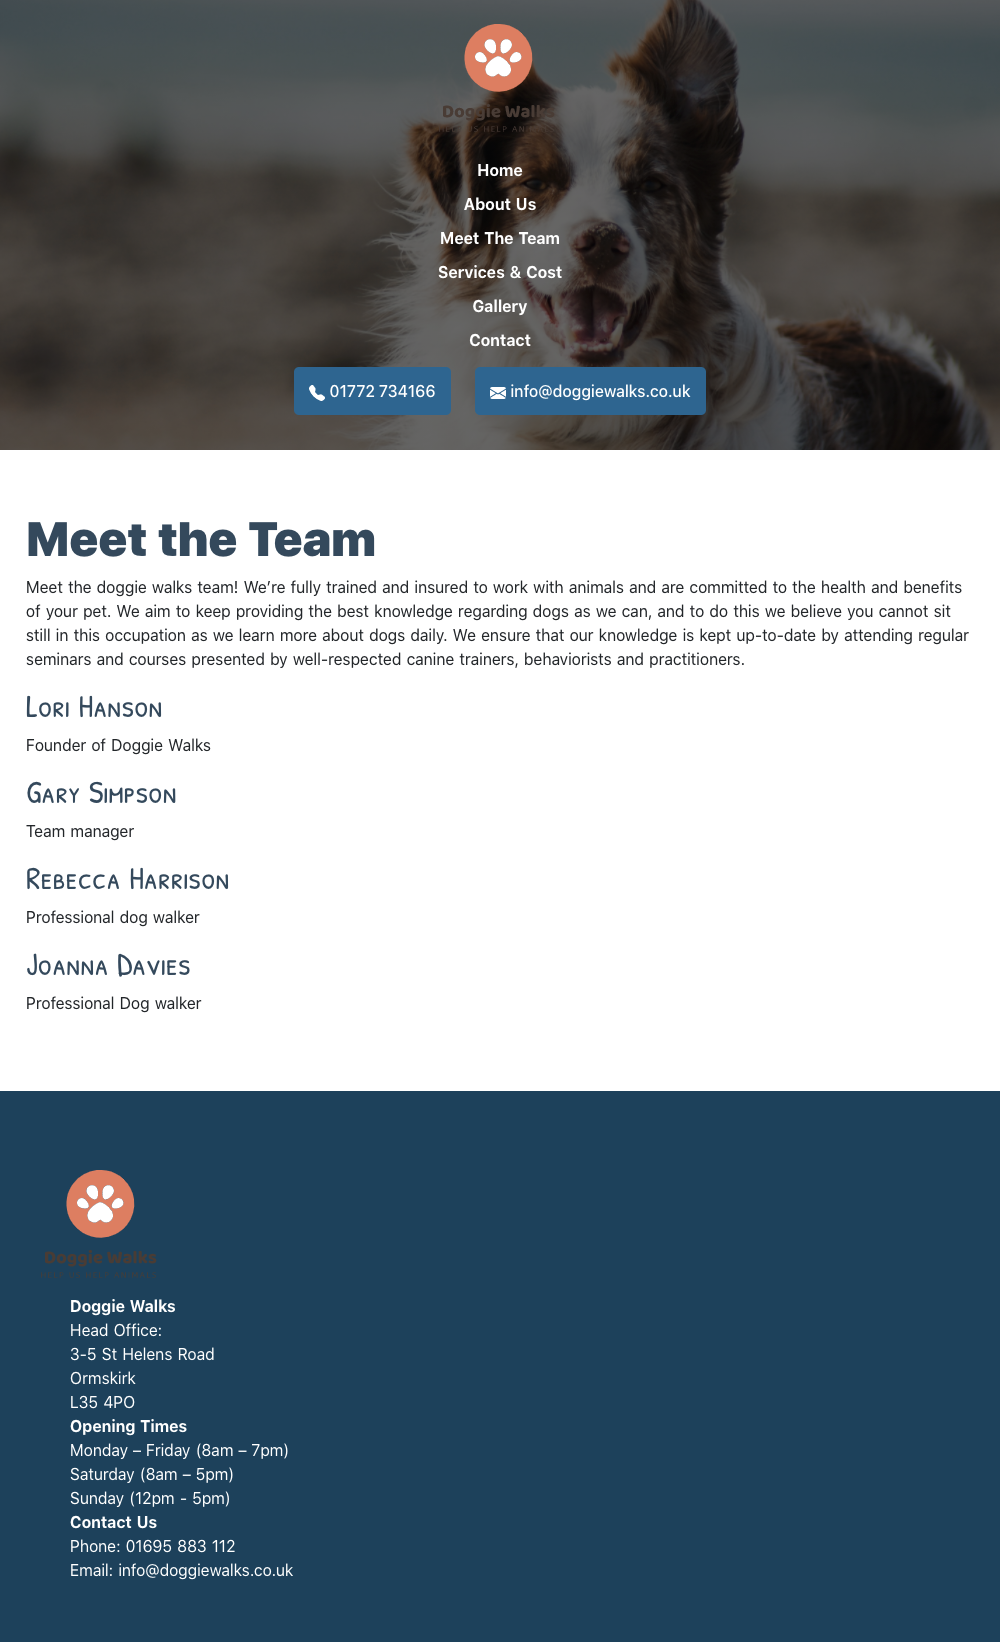 Doggie Walks
Home
About Us
Meet The Team
Services & Cost
Gallery
Contact
01772 734166
info@doggiewalks.co.uk
Meet the Team
Meet the doggie walks team! We’re fully trained and insured to work with animals and are committed to the health and benefits
of your pet. We aim to keep providing the best knowledge regarding dogs as we can, and to do this we believe you cannot sit
still in this occupation as we learn more about dogs daily. We ensure that our knowledge is kept up-to-date by attending regular
seminars and courses presented by well-respected canine trainers, behaviorists and practitioners.
Lori Hanson
Founder of Doggie Walks
Gary Simpson
Team manager
Rebecca Harrison
Professional dog walker
Joanna Davies
Professional Dog walker
Doggie Walks
Doggie Walks
Head Office:
3-5 St Helens Road
Ormskirk
L35 4PO
Opening Times
Monday – Friday (8am – 7pm)
Saturday (8am – 5pm)
Sunday (12pm - 5pm)
Contact Us
Phone: 01695 883 112
Email: info@doggiewalks.co.uk